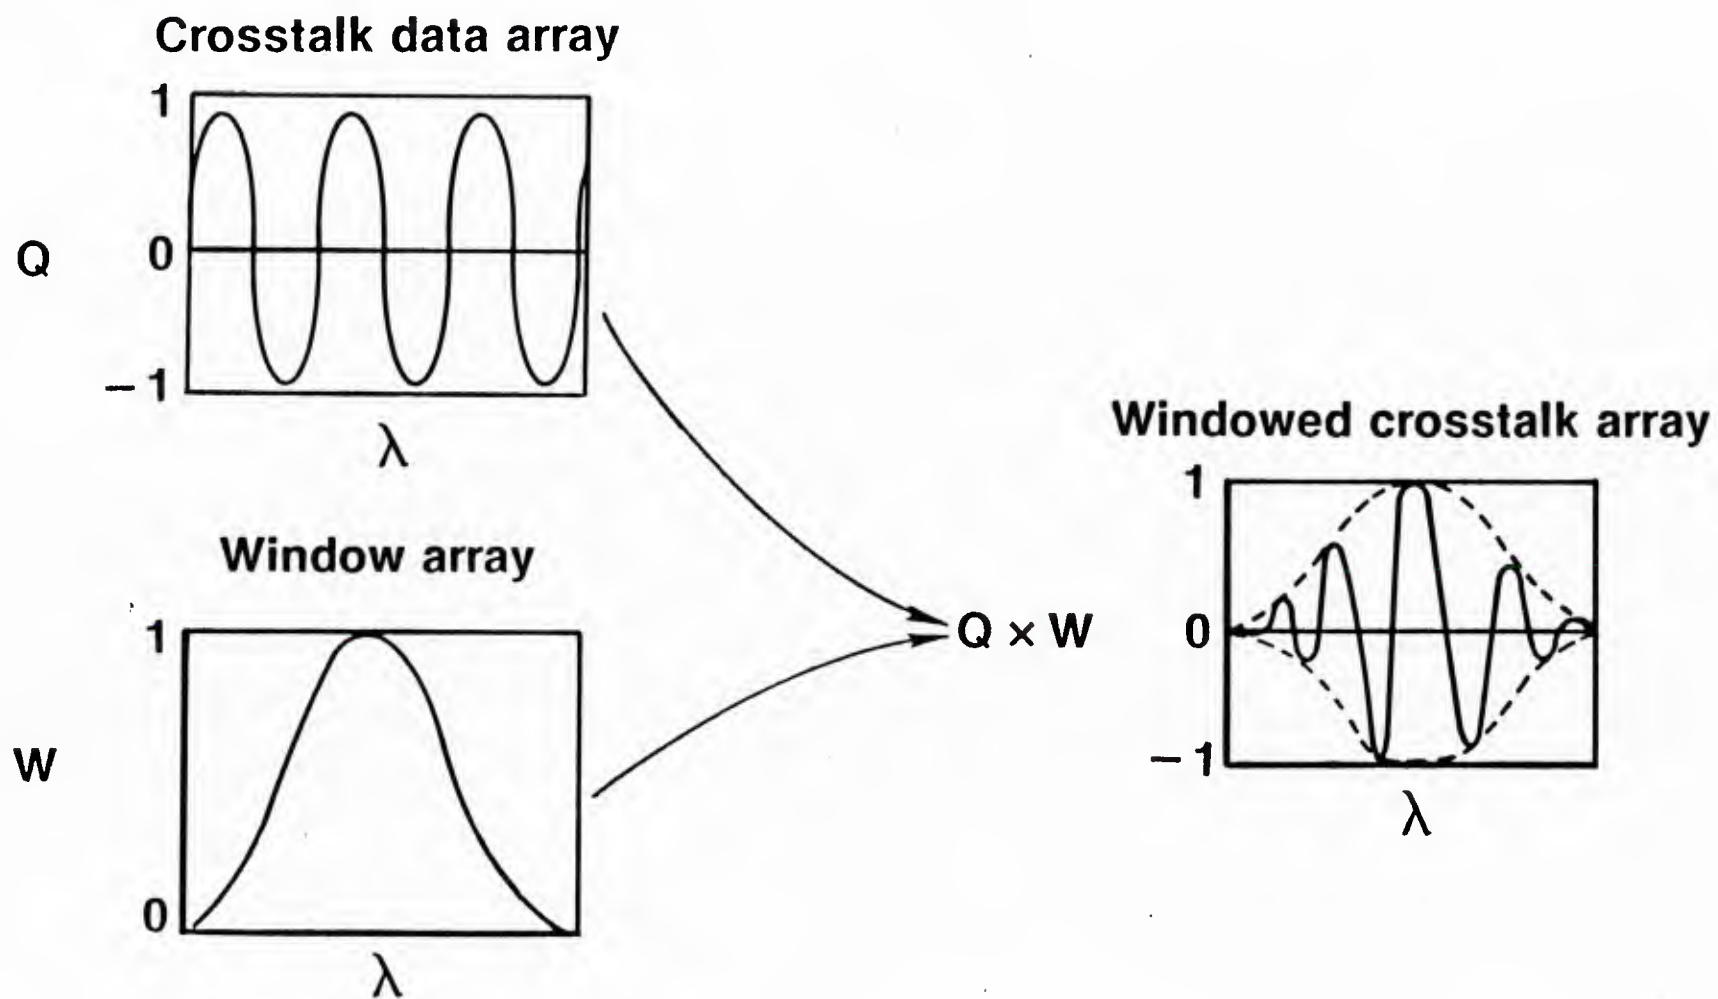 Crosstalk data array
1
Q
0
−1
λ
Window array
1
W
0
λ
Q × W
Windowed crosstalk array
1
0
−1
λ